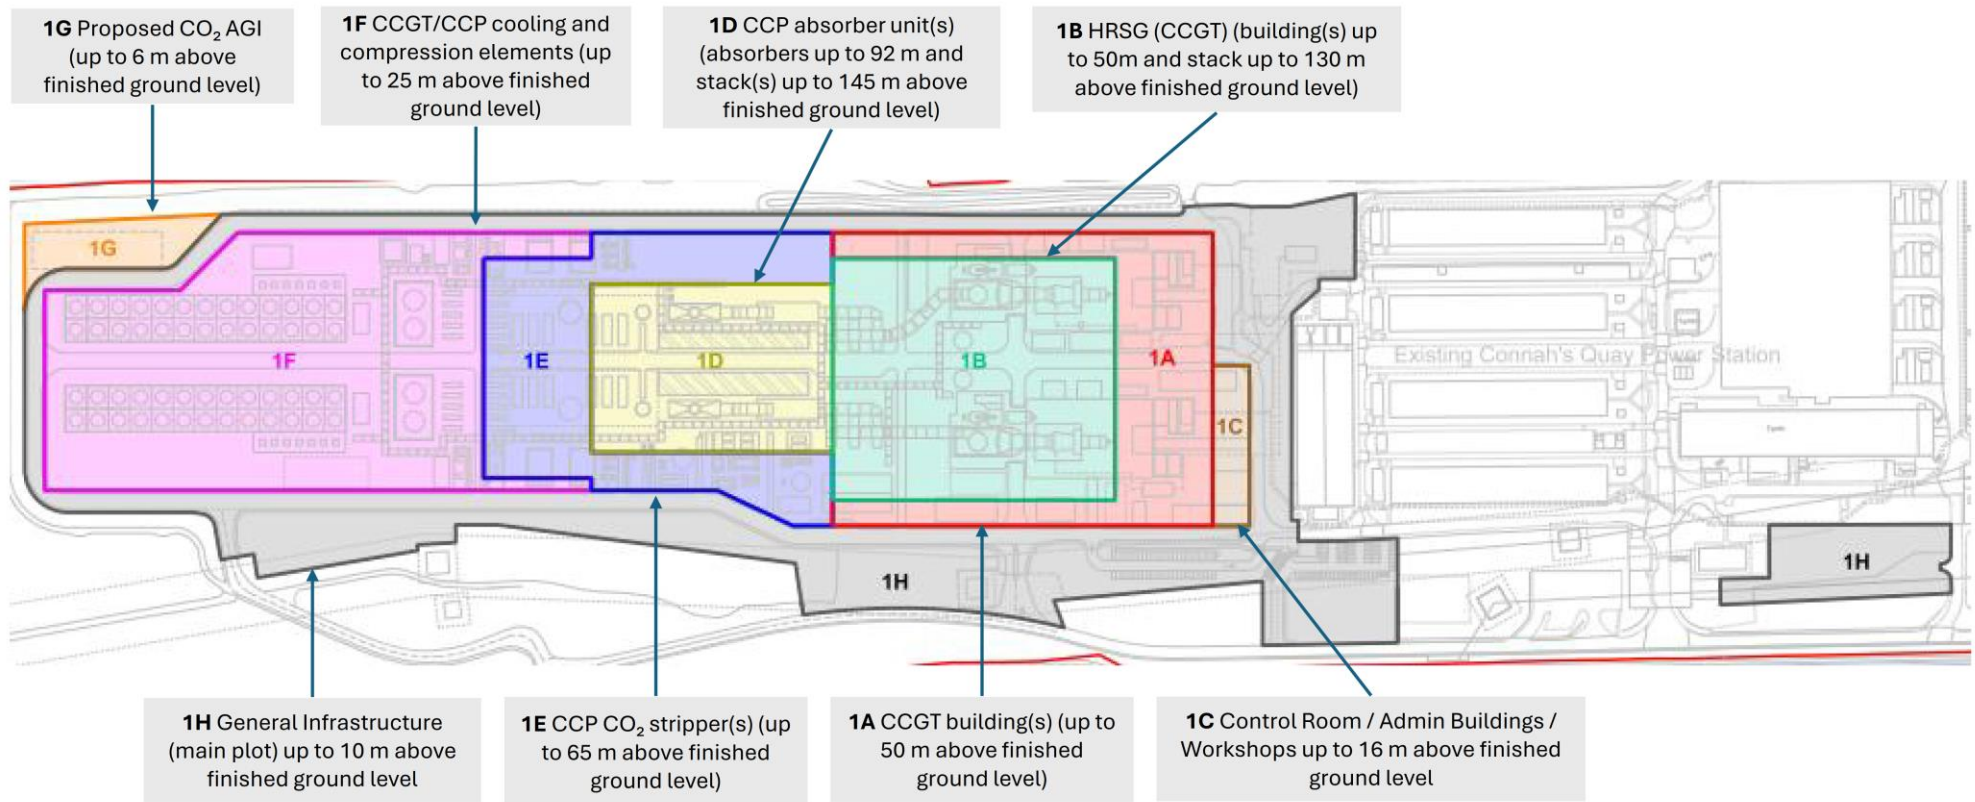 1G Proposed CO₂ AGI
(up to 6 m above
finished ground level)
1F CCGT/CCP cooling and
compression elements (up
to 25 m above finished
ground level)
1D CCP absorber unit(s)
(absorbers up to 92 m and
stack(s) up to 145 m above
finished ground level)
1B HRSG (CCGT) (building(s) up
to 50m and stack up to 130 m
above finished ground level)
1G
1F
1E
1D
1B
1A
1C
Existing Connah's Quay Power Station
1H
1H
1H General Infrastructure
(main plot) up to 10 m above
finished ground level
1E CCP CO₂ stripper(s) (up
to 65 m above finished
ground level)
1A CCGT building(s) (up to
50 m above finished
ground level)
1C Control Room / Admin Buildings /
Workshops up to 16 m above finished
ground level